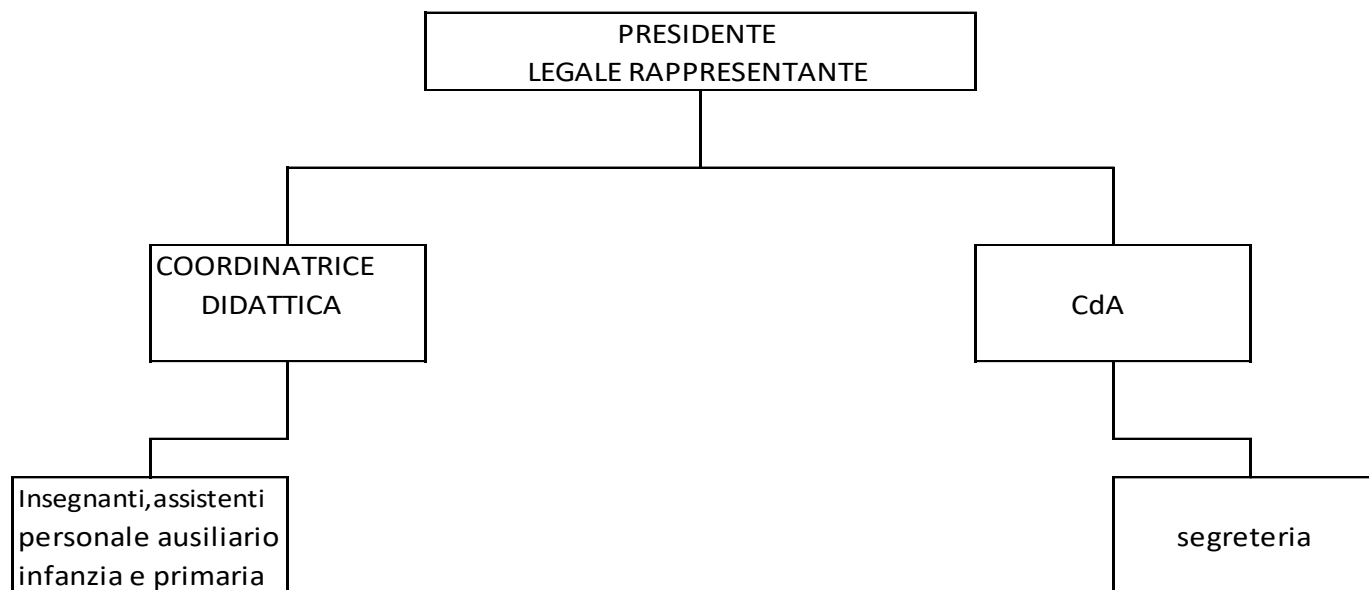 PRESIDENTE
LEGALE RAPPRESENTANTE
COORDINATRICE
DIDATTICA
CdA
Insegnanti,assistenti
personale ausiliario
infanzia e primaria
segreteria